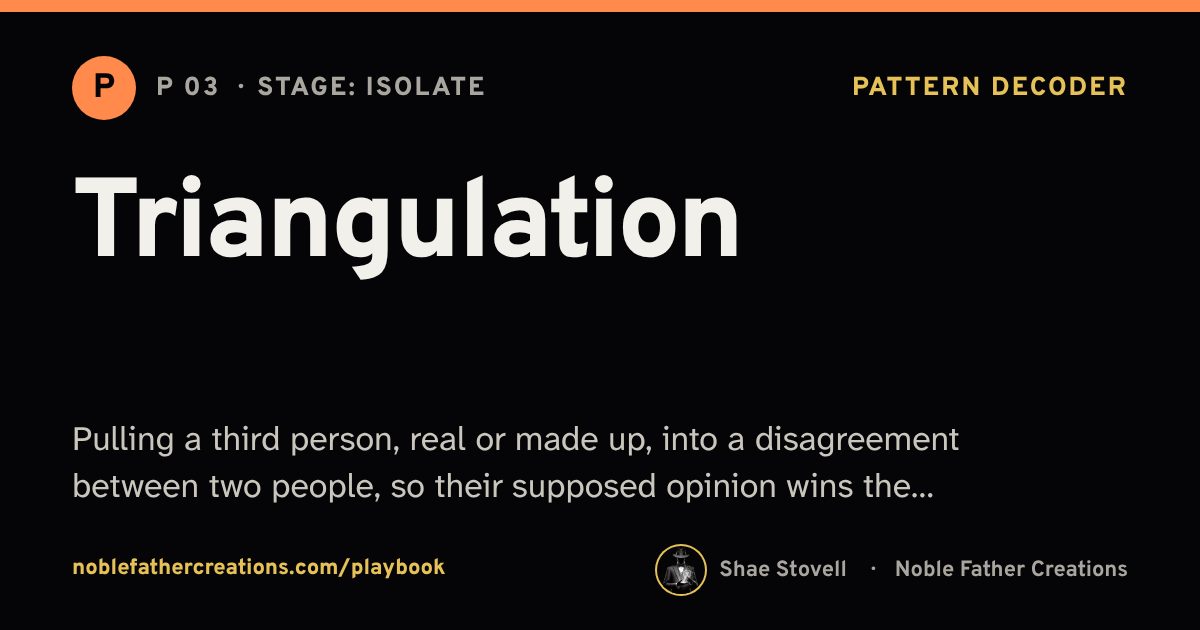 P
P 03 · STAGE: ISOLATE
PATTERN DECODER
Triangulation
Pulling a third person, real or made up, into a disagreement
between two people, so their supposed opinion wins the...
noblefathercreations.com/playbook
Shae Stovell · Noble Father Creations